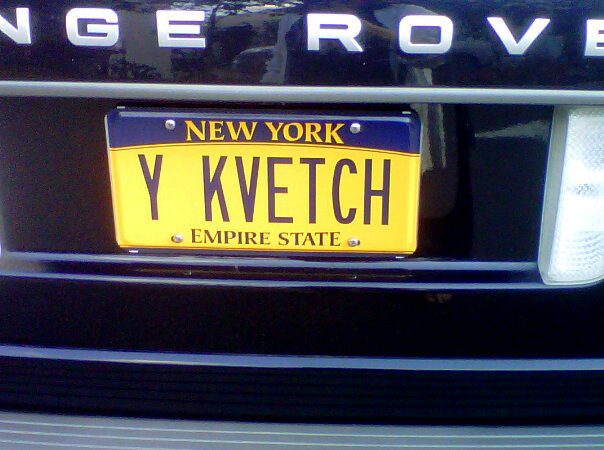 NGE ROVE
NEW YORK
Y KVETCH
EMPIRE STATE